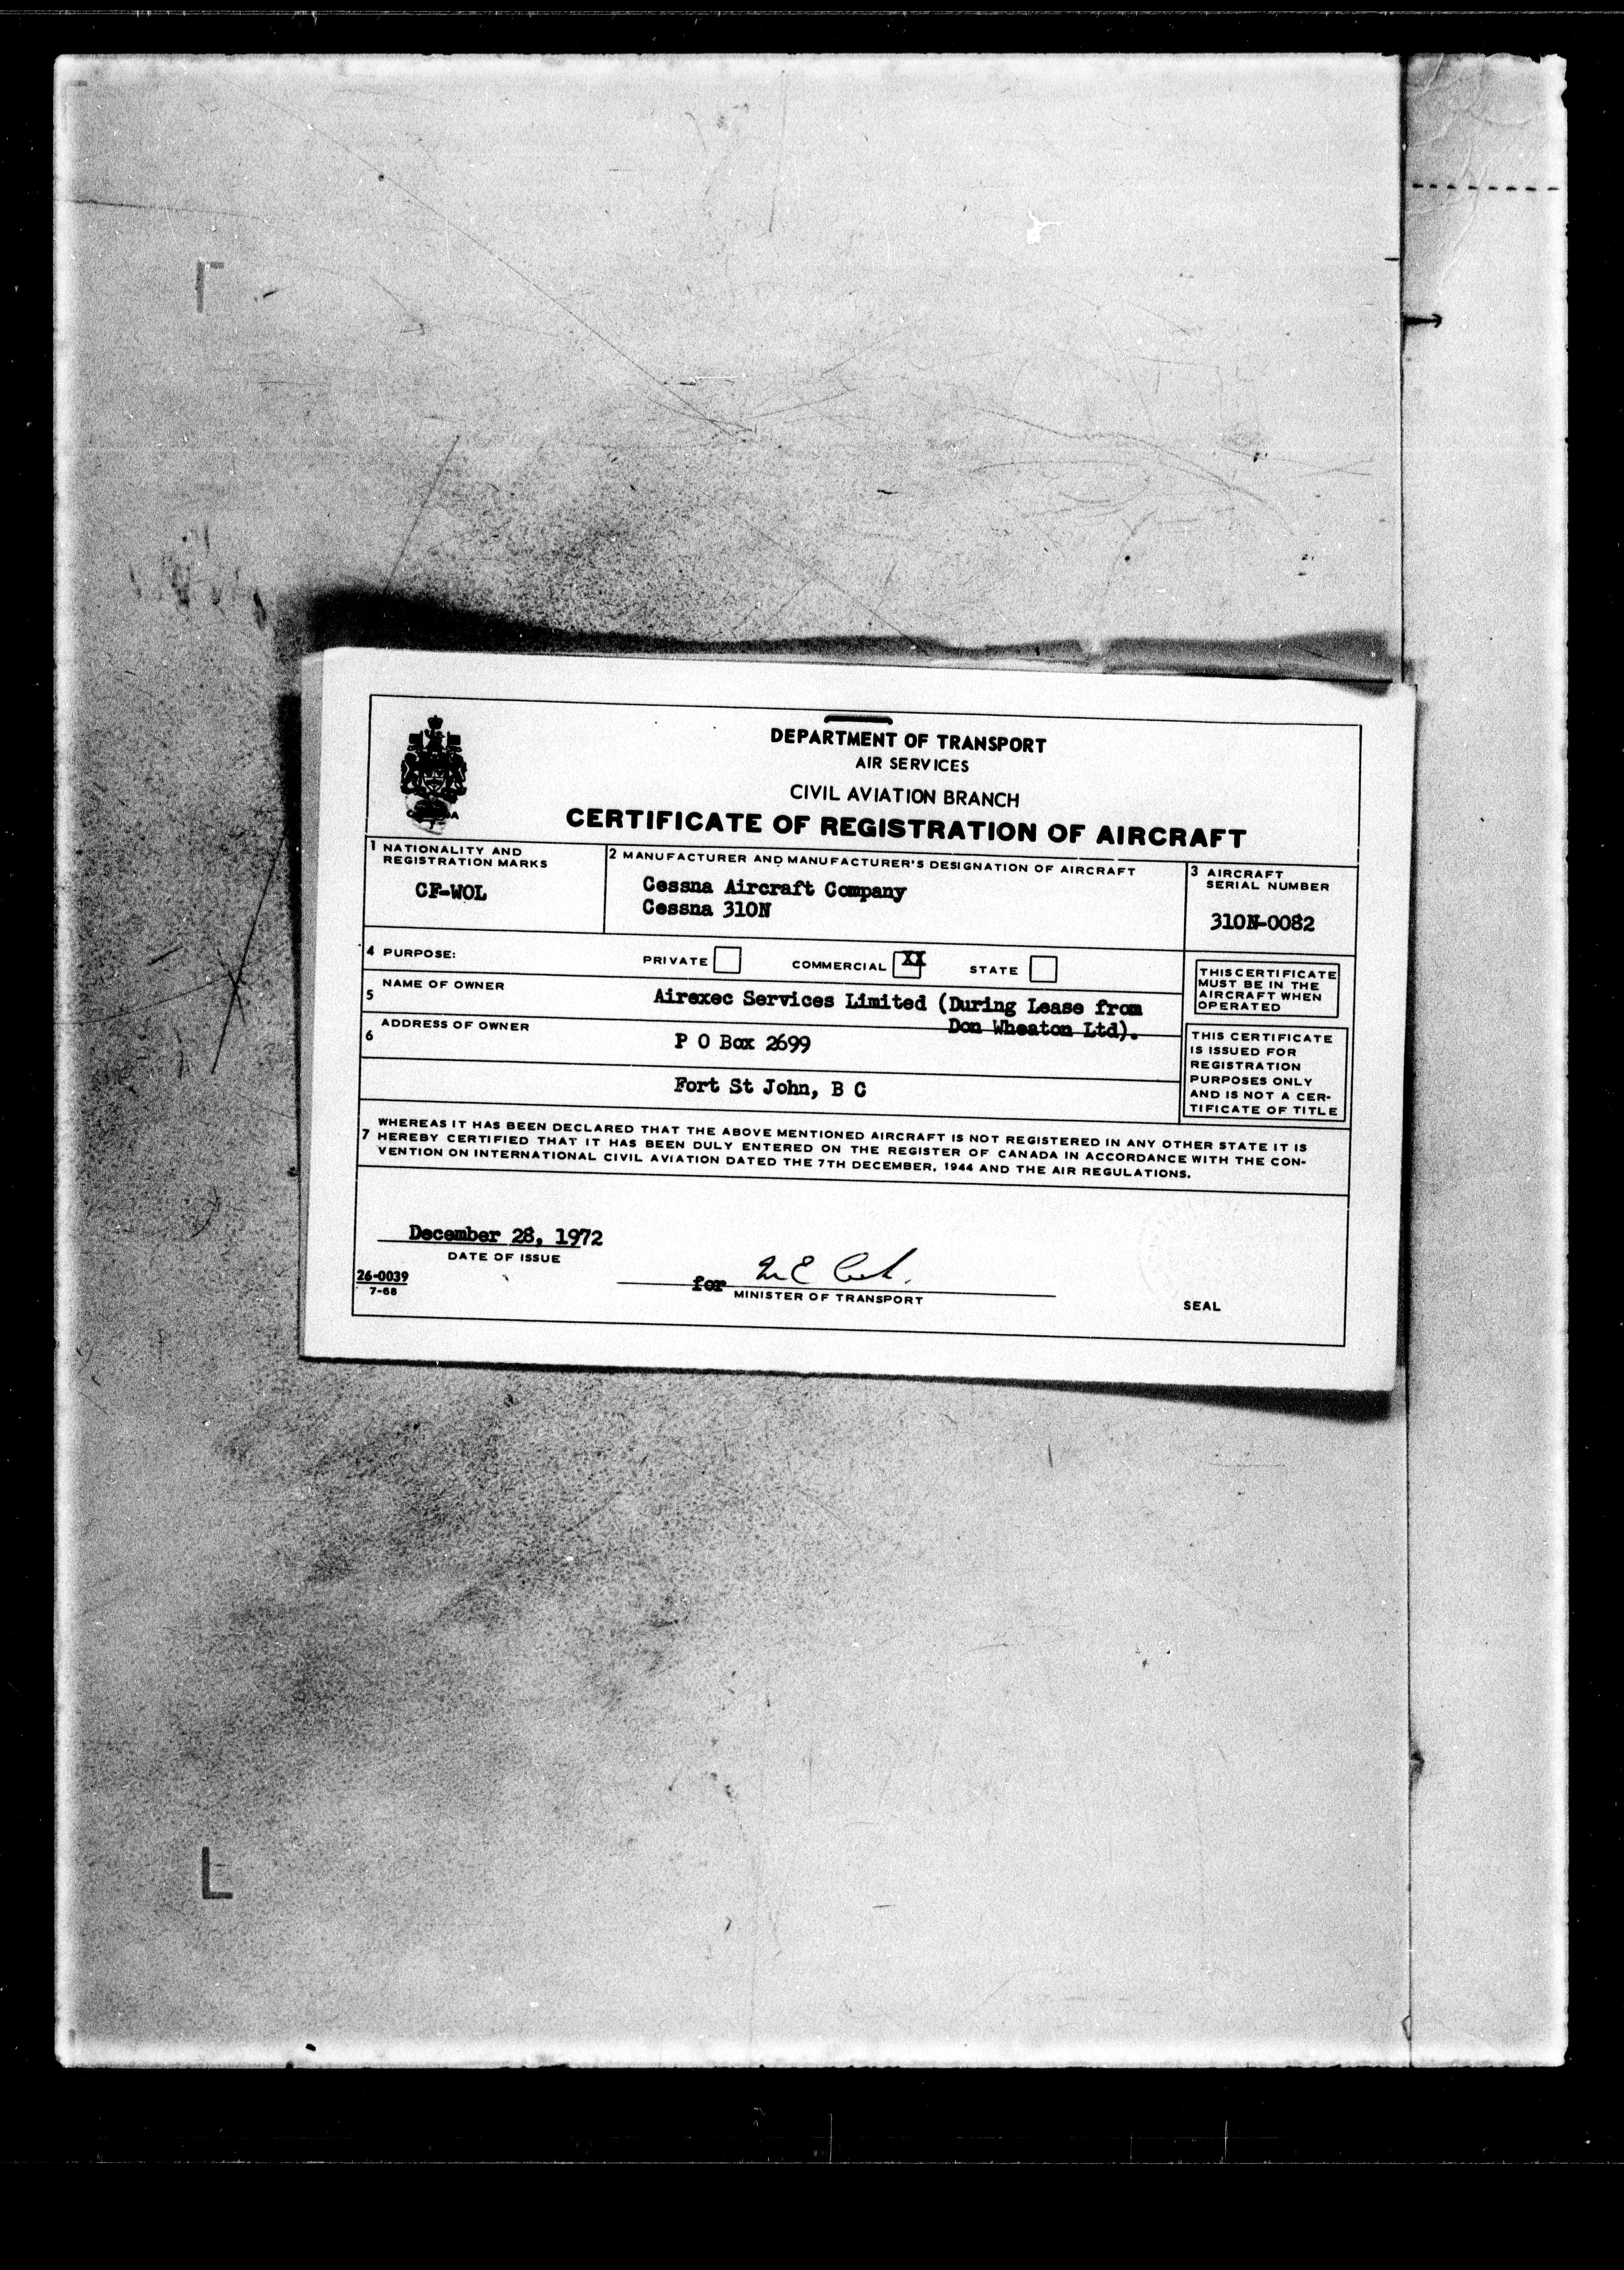 DEPARTMENT OF TRANSPORT
AIR SERVICES
CIVIL AVIATION BRANCH
CERTIFICATE OF REGISTRATION OF AIRCRAFT
1 NATIONALITY AND
REGISTRATION MARKS
CF-WOL
2 MANUFACTURER AND MANUFACTURER'S DESIGNATION OF AIRCRAFT
Cessna Aircraft Company
Cessna 310N
3 AIRCRAFT
SERIAL NUMBER
310N-0082
4 PURPOSE: PRIVATE COMMERCIAL XX STATE
THIS CERTIFICATE
MUST BE IN THE
AIRCRAFT WHEN
OPERATED
5 NAME OF OWNER
Airexec Services Limited (During Lease from
Don Wheaton Ltd).
6 ADDRESS OF OWNER
P O Box 2699
Fort St John, B C
THIS CERTIFICATE
IS ISSUED FOR
REGISTRATION
PURPOSES ONLY
AND IS NOT A CER-
TIFICATE OF TITLE
7 WHEREAS IT HAS BEEN DECLARED THAT THE ABOVE MENTIONED AIRCRAFT IS NOT REGISTERED IN ANY OTHER STATE IT IS
HEREBY CERTIFIED THAT IT HAS BEEN DULY ENTERED ON THE REGISTER OF CANADA IN ACCORDANCE WITH THE CON-
VENTION ON INTERNATIONAL CIVIL AVIATION DATED THE 7TH DECEMBER, 1944 AND THE AIR REGULATIONS.
December 28, 1972
DATE OF ISSUE
26-0039
7-68
for
MINISTER OF TRANSPORT
SEAL